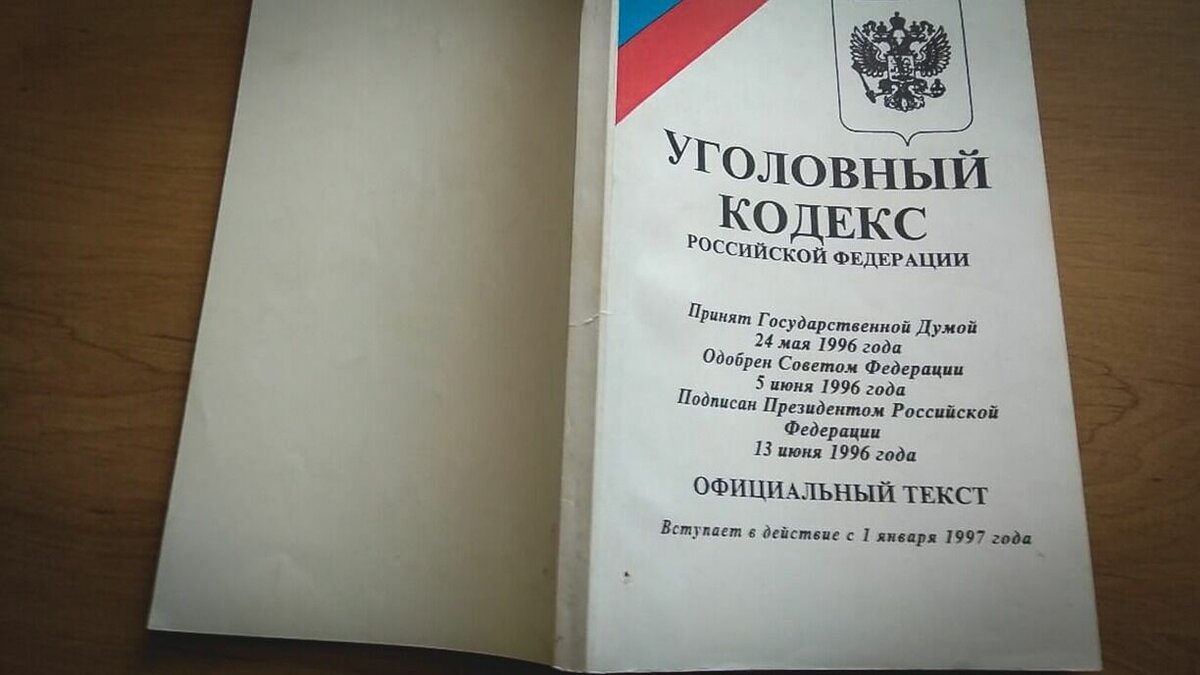 УГОЛОВНЫЙ
КОДЕКС
РОССИЙСКОЙ ФЕДЕРАЦИИ
Принят Государственной Думой
24 мая 1996 года
Одобрен Советом Федерации
5 июня 1996 года
Подписан Президентом Российской
Федерации
13 июня 1996 года
ОФИЦИАЛЬНЫЙ ТЕКСТ
Вступает в действие с 1 января 1997 года